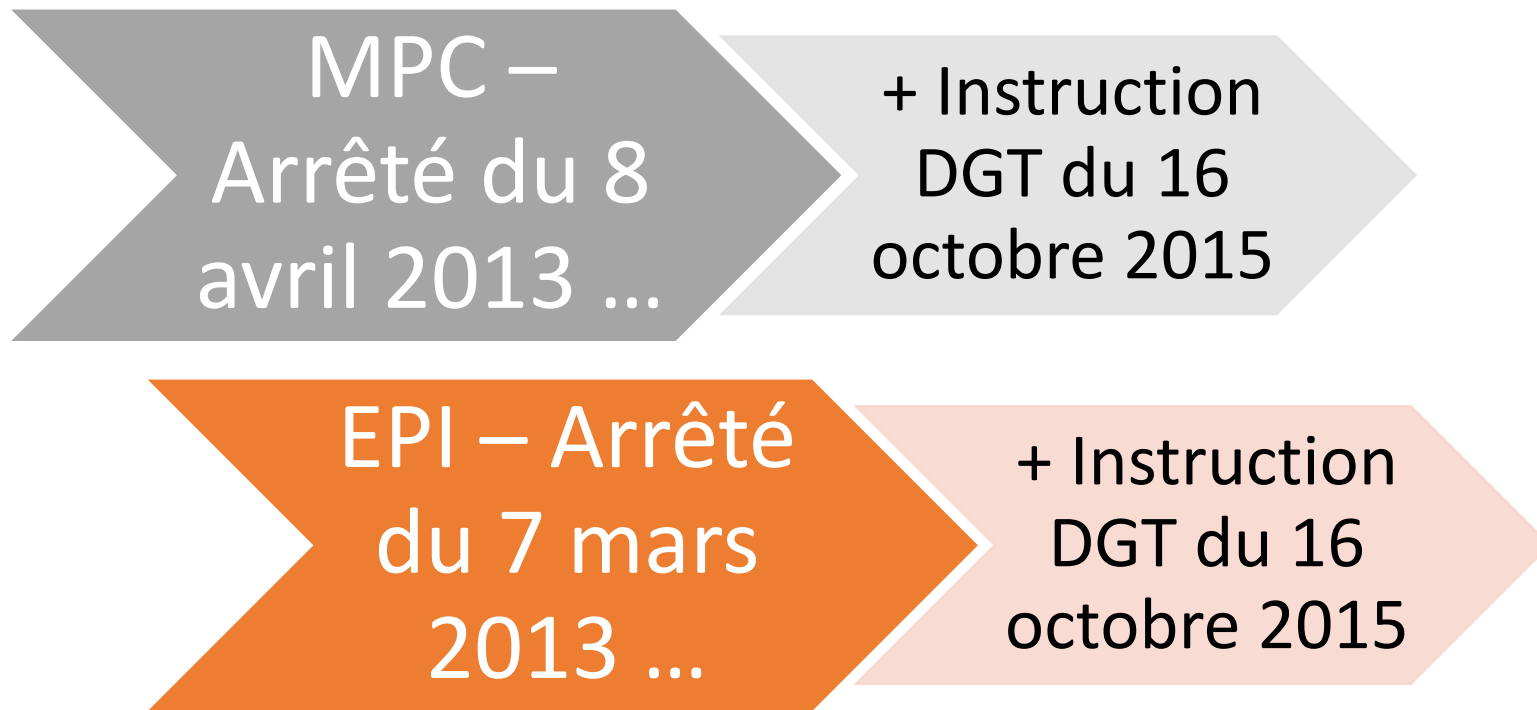 MPC –
Arrêté du 8
avril 2013 ...
+ Instruction
DGT du 16
octobre 2015
EPI – Arrêté
du 7 mars
2013 ...
+ Instruction
DGT du 16
octobre 2015